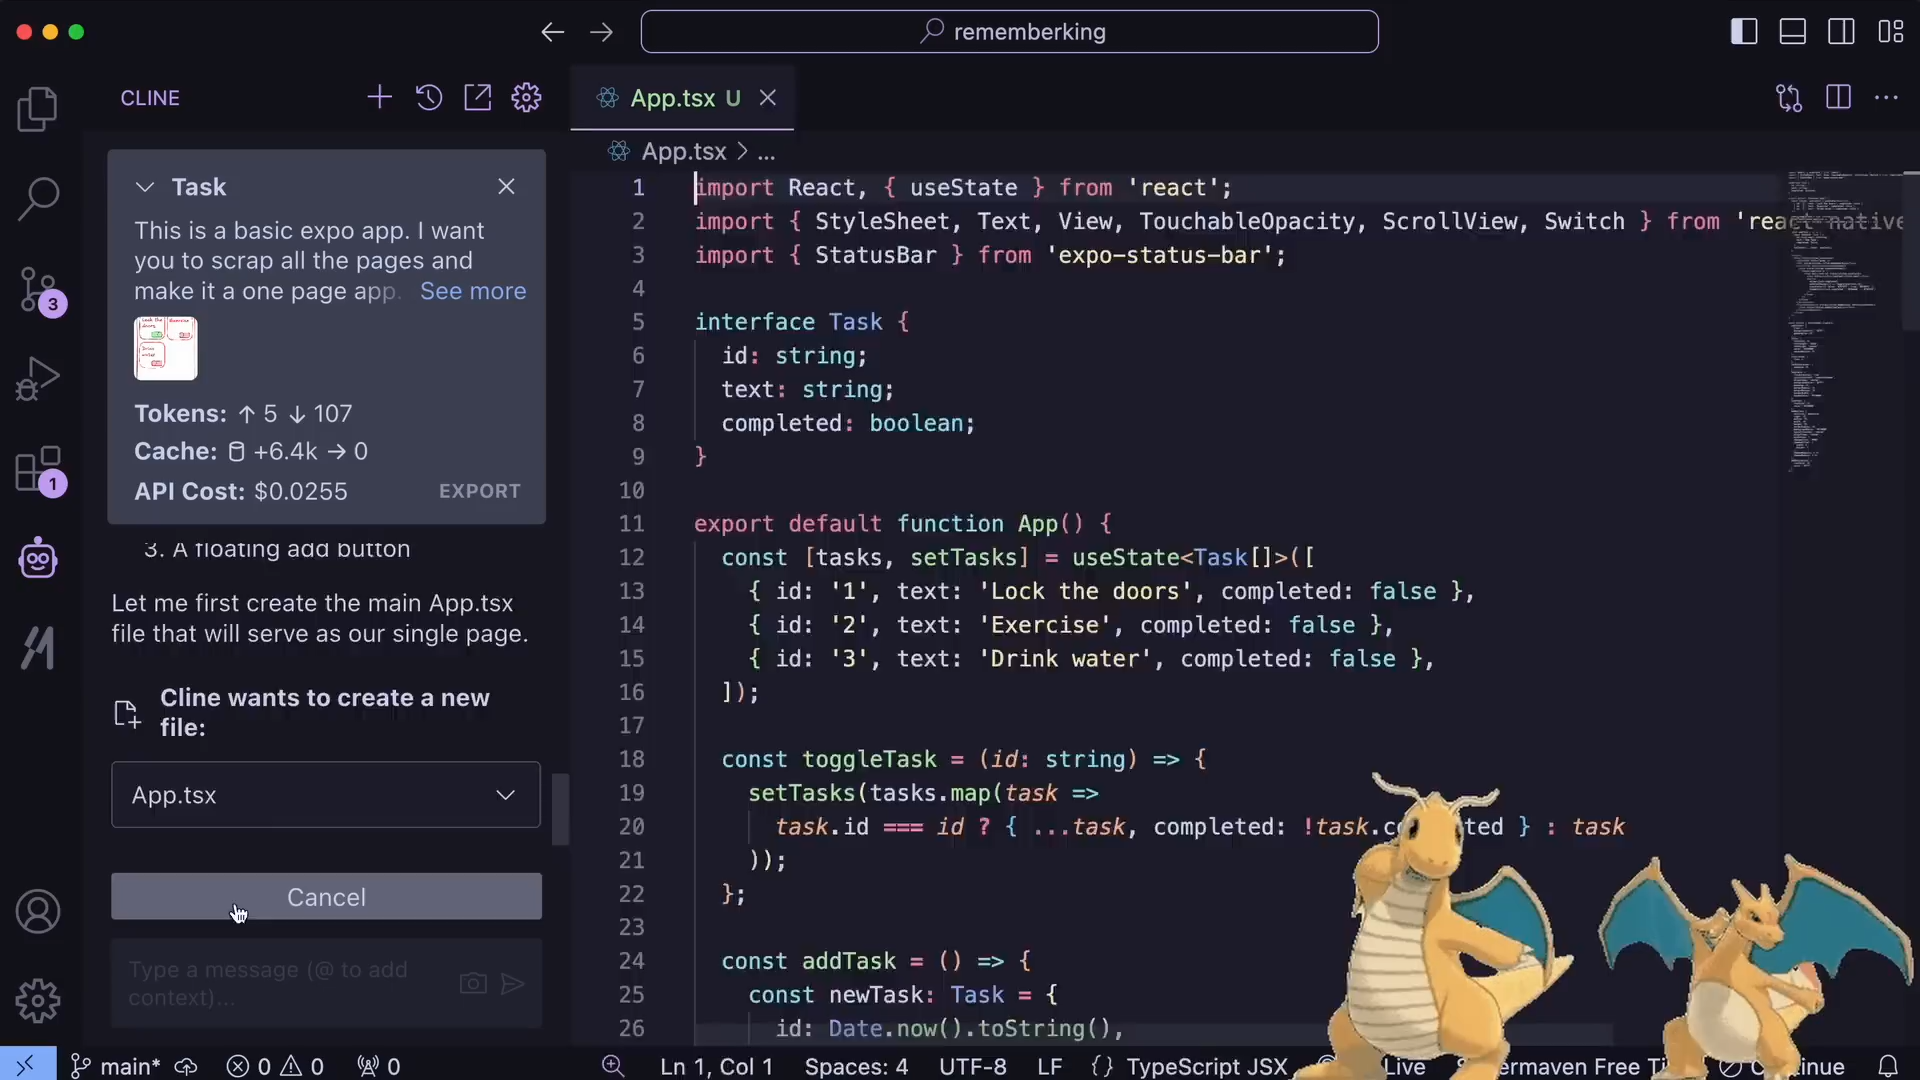 rememberking
CLINE
App.tsx U
App.tsx > ...
Task
This is a basic expo app. I want
you to scrap all the pages and
make it a one page app. See more
Lock the doors
Exercise
Drink water
Tokens: ↑ 5 ↓ 107
Cache: +6.4k → 0
API Cost: $0.0255 EXPORT
3. A floating add button
Let me first create the main App.tsx
file that will serve as our single page.
Cline wants to create a new
file:
App.tsx
Cancel
Type a message (@ to add
context)...
3
1
1 import React, { useState } from 'react';
2 import { StyleSheet, Text, View, TouchableOpacity, ScrollView, Switch } from 'react-native
3 import { StatusBar } from 'expo-status-bar';
4
5 interface Task {
6 id: string;
7 text: string;
8 completed: boolean;
9 }
10
11 export default function App() {
12 const [tasks, setTasks] = useState<Task[]>([
13 { id: '1', text: 'Lock the doors', completed: false },
14 { id: '2', text: 'Exercise', completed: false },
15 { id: '3', text: 'Drink water', completed: false },
16 ]);
17
18 const toggleTask = (id: string) => {
19 setTasks(tasks.map(task =>
20 task.id === id ? { ...task, completed: !task.completed } : task
21 ));
22 };
23
24 const addTask = () => {
25 const newTask: Task = {
26 id: Date.now().toString(),
main* 0 0 0 Ln 1, Col 1 Spaces: 4 UTF-8 LF {} TypeScript JSX Live